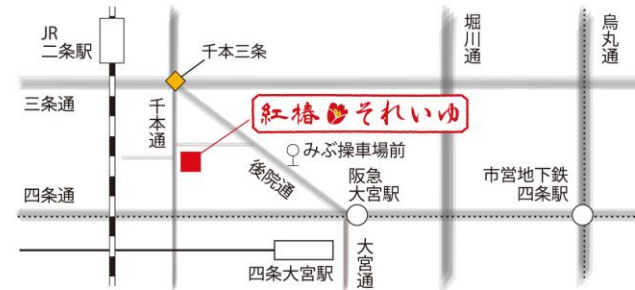 JR
二条駅
千本三条
堀川通
烏丸通
三条通
千本通
紅椿 それいゆ
みぶ操車場前
後院通
阪急
大宮駅
市営地下鉄
四条駅
四条通
四条大宮駅
大宮通